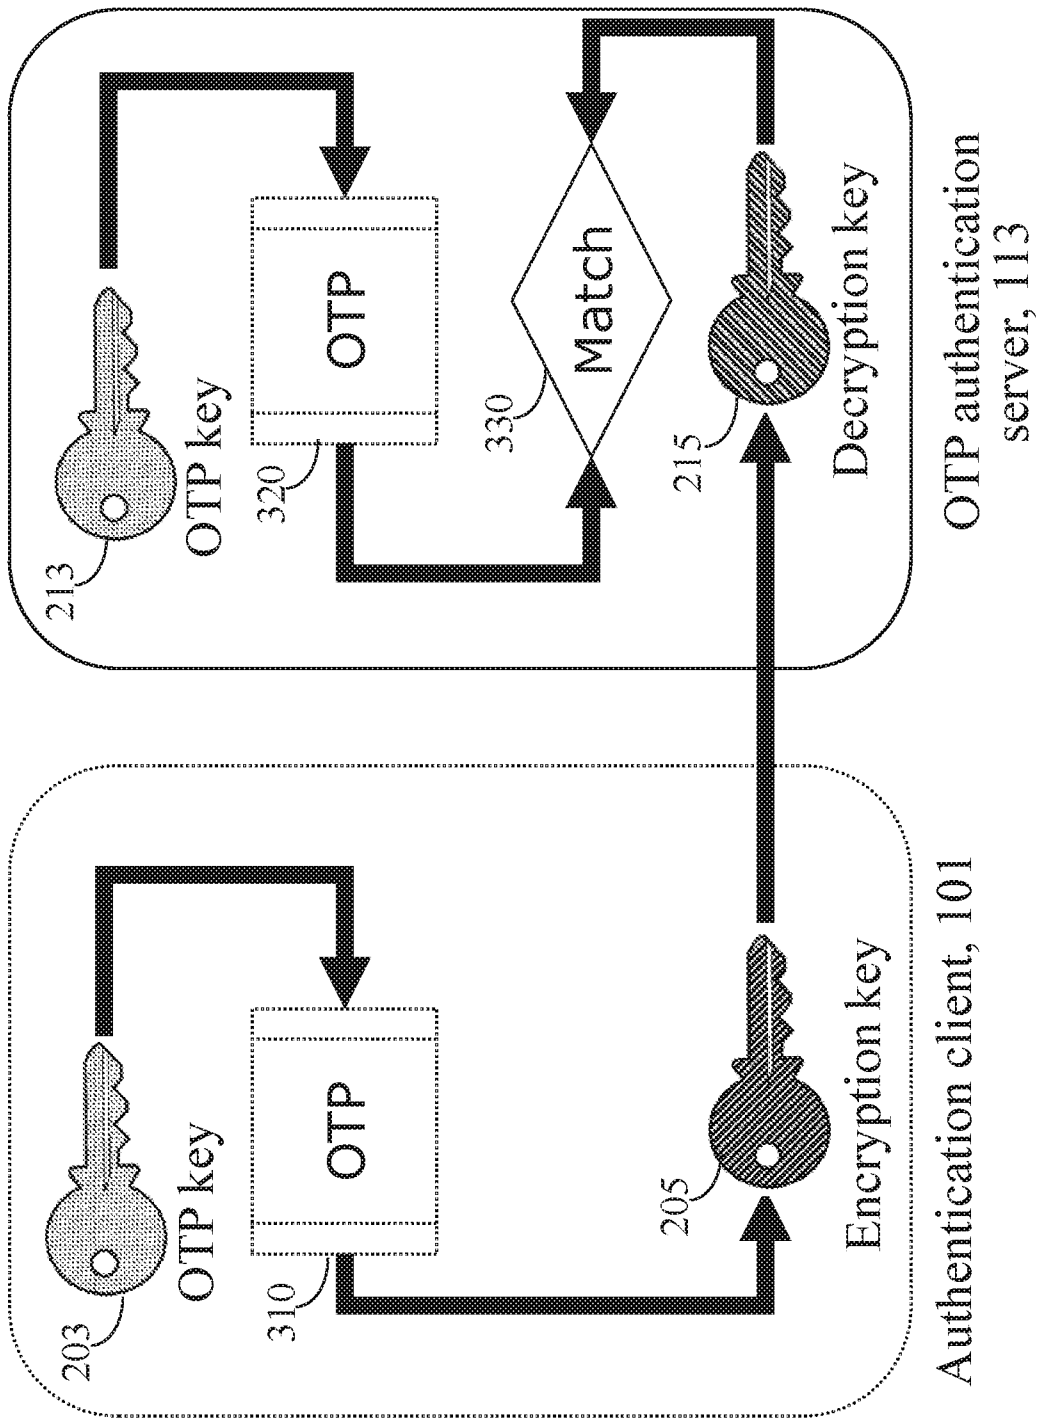 203
OTP key
310
OTP
205
Encryption key
Authentication client, 101
213
OTP key
320
OTP
330
Match
215
Decryption key
OTP authentication
server, 113